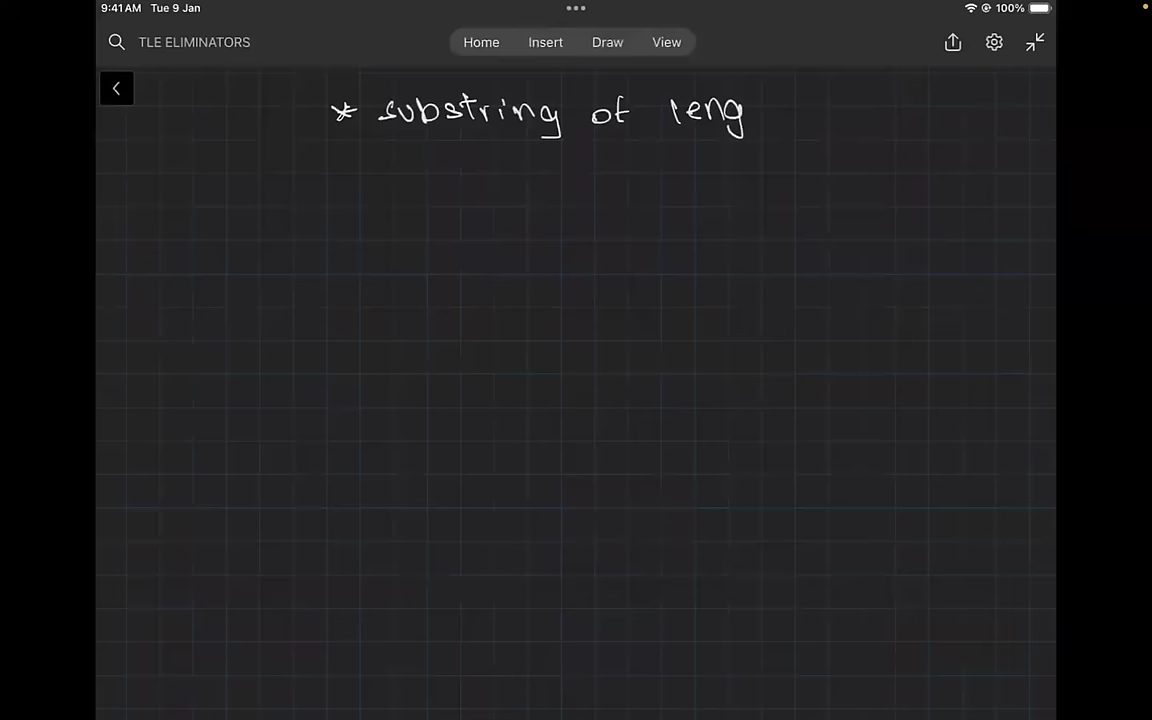 9:41 AM Tue 9 Jan 100%
TLE ELIMINATORS Home Insert Draw View
* substring of leng